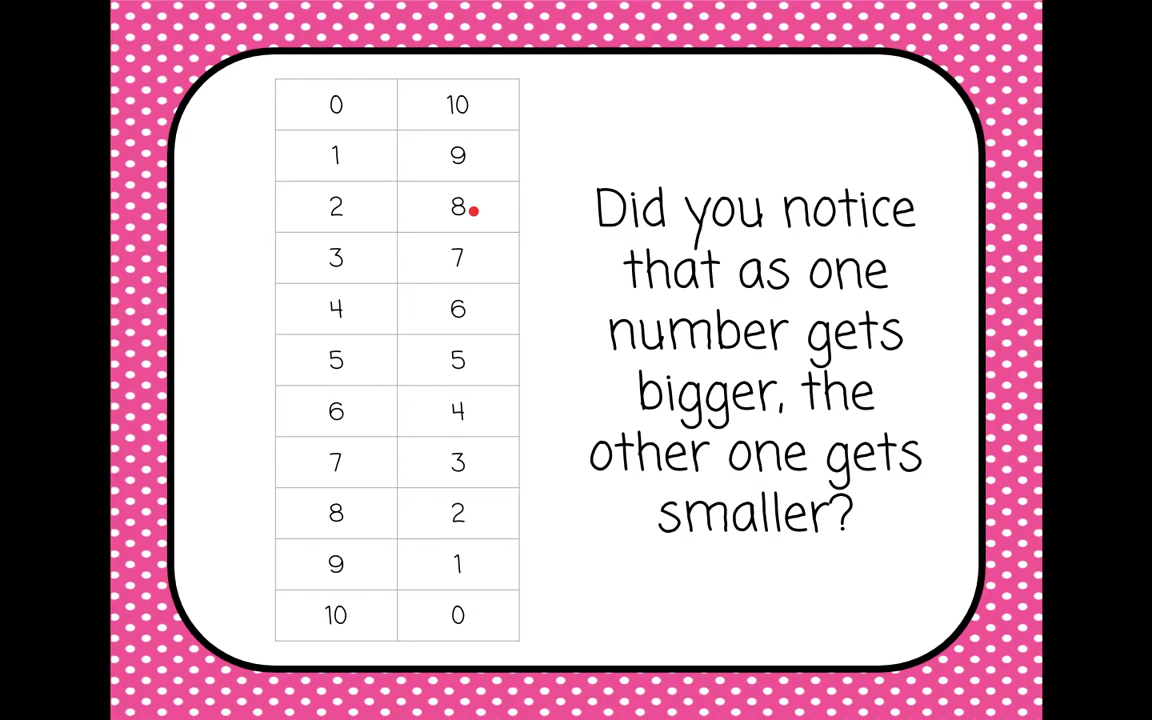 0 10
1 9
2 8
3 7
4 6
5 5
6 4
7 3
8 2
9 1
10 0
Did you notice
that as one
number gets
bigger, the
other one gets
smaller?